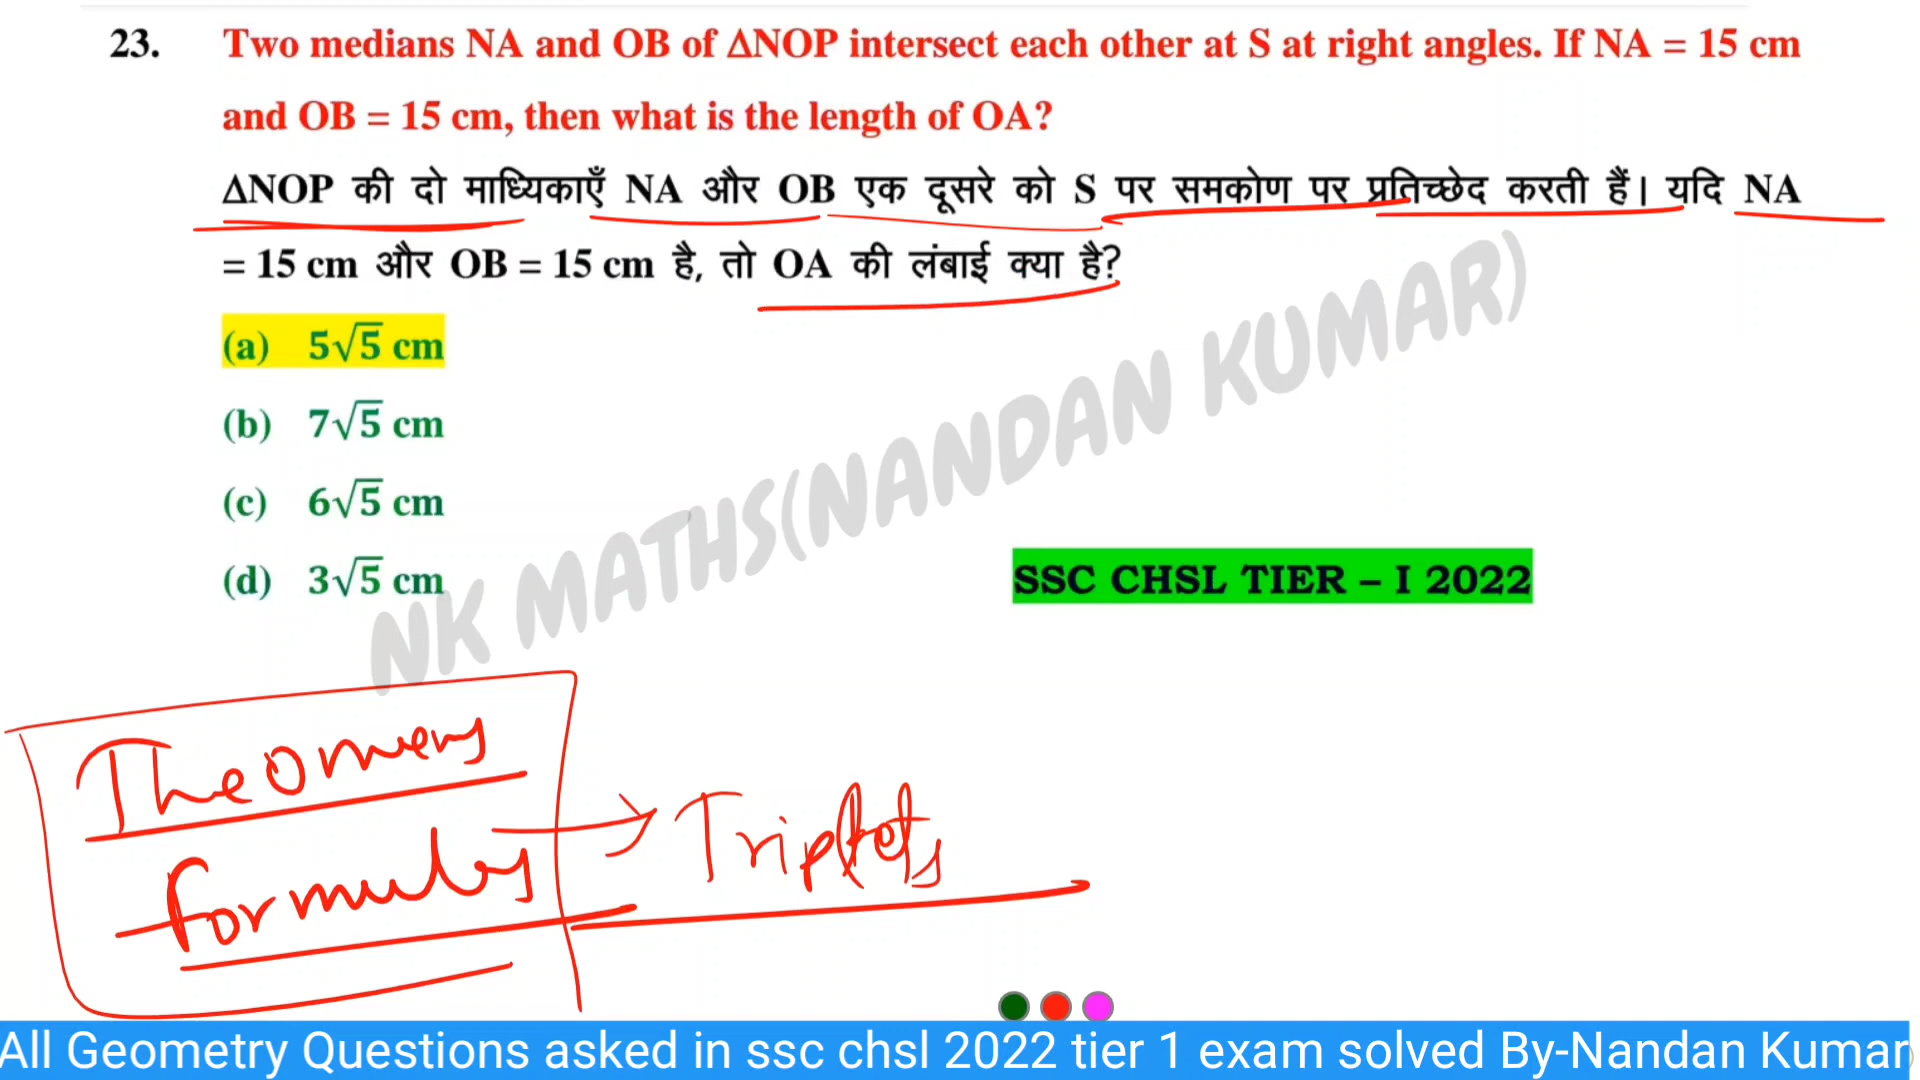 23. Two medians NA and OB of ΔNOP intersect each other at S at right angles. If NA = 15 cm
and OB = 15 cm, then what is the length of OA?
ΔNOP की दो माध्यिकाएँ NA और OB एक दूसरे को S पर समकोण पर प्रतिच्छेद करती हैं। यदि NA
= 15 cm और OB = 15 cm है, तो OA की लंबाई क्या है?
(a) 5√5 cm
(b) 7√5 cm
(c) 6√5 cm
(d) 3√5 cm
NK MATHS(NANDAN KUMAR)
SSC CHSL TIER – I 2022
Triplets
All Geometry Questions asked in ssc chsl 2022 tier 1 exam solved By-Nandan Kumar